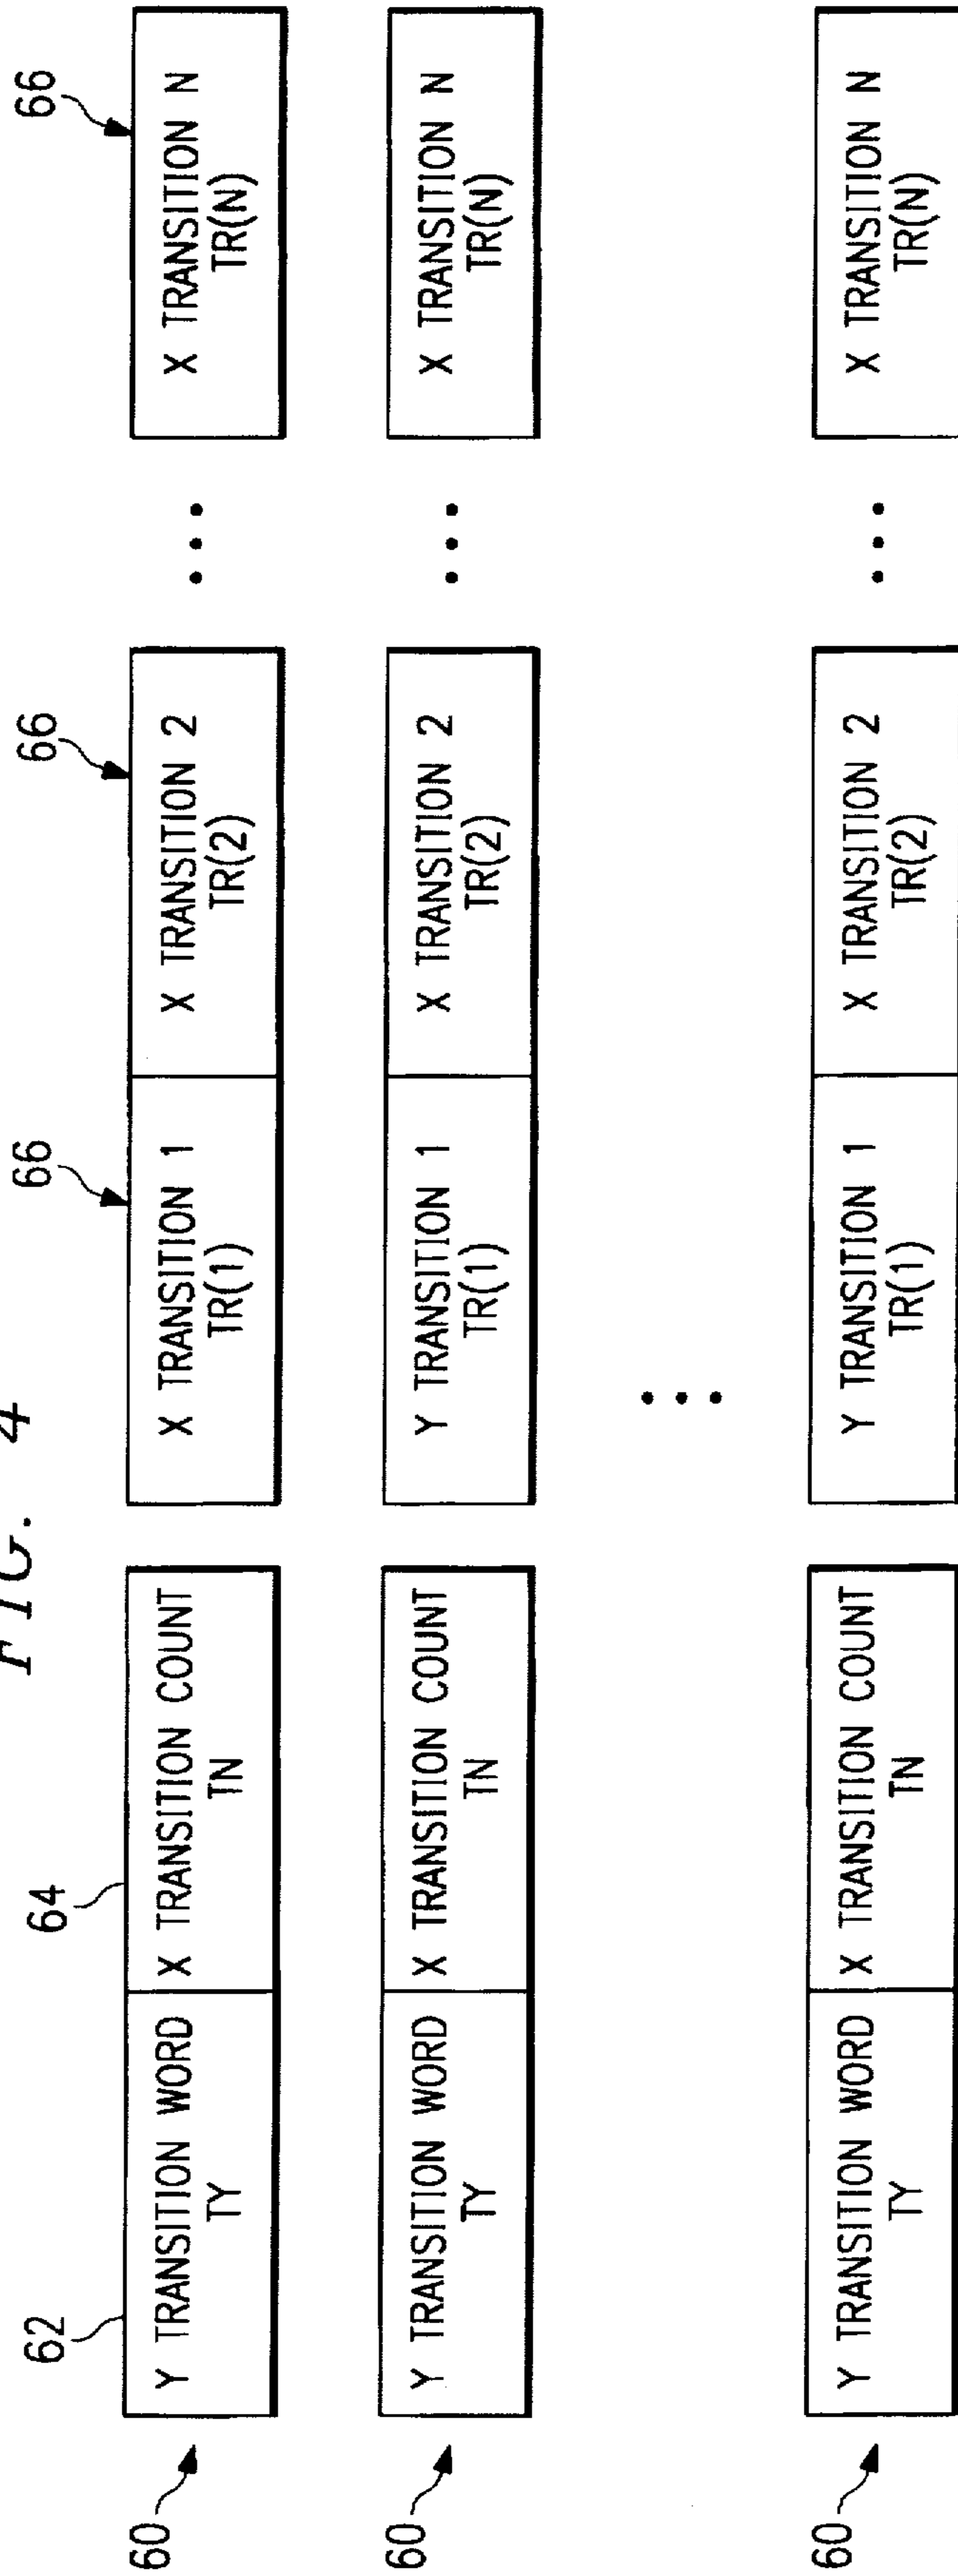 FIG. 4
62
64
66
66
66
60
Y TRANSITION WORD
TY
X TRANSITION COUNT
TN
X TRANSITION 1
TR(1)
X TRANSITION 2
TR(2)
• • •
X TRANSITION N
TR(N)
60
Y TRANSITION WORD
TY
X TRANSITION COUNT
TN
Y TRANSITION 1
TR(1)
X TRANSITION 2
TR(2)
• • •
X TRANSITION N
TR(N)
• • •
60
Y TRANSITION WORD
TY
X TRANSITION COUNT
TN
Y TRANSITION 1
TR(1)
X TRANSITION 2
TR(2)
• • •
X TRANSITION N
TR(N)